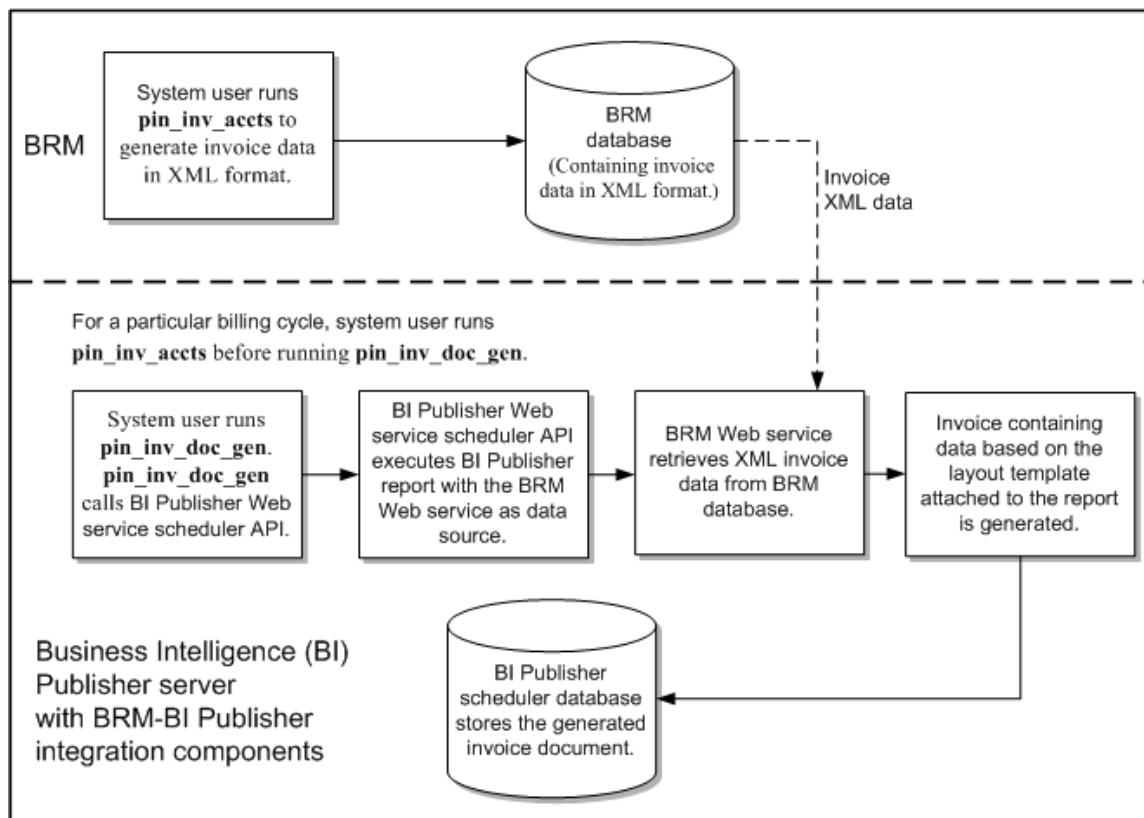 BRM
System user runs
pin_inv_accts to
generate invoice data
in XML format.
BRM
database
(Containing invoice
data in XML format.)
Invoice
XML data
For a particular billing cycle, system user runs
pin_inv_accts before running pin_inv_doc_gen.
System user runs
pin_inv_doc_gen.
pin_inv_doc_gen
calls BI Publisher Web
service scheduler API.
BI Publisher Web
service scheduler API
executes BI Publisher
report with the BRM
Web service as data
source.
BRM Web service
retrieves XML invoice
data from BRM
database.
Invoice containing
data based on the
layout template
attached to the report
is generated.
Business Intelligence (BI)
Publisher server
with BRM-BI Publisher
integration components
BI Publisher
scheduler database
stores the generated
invoice document.